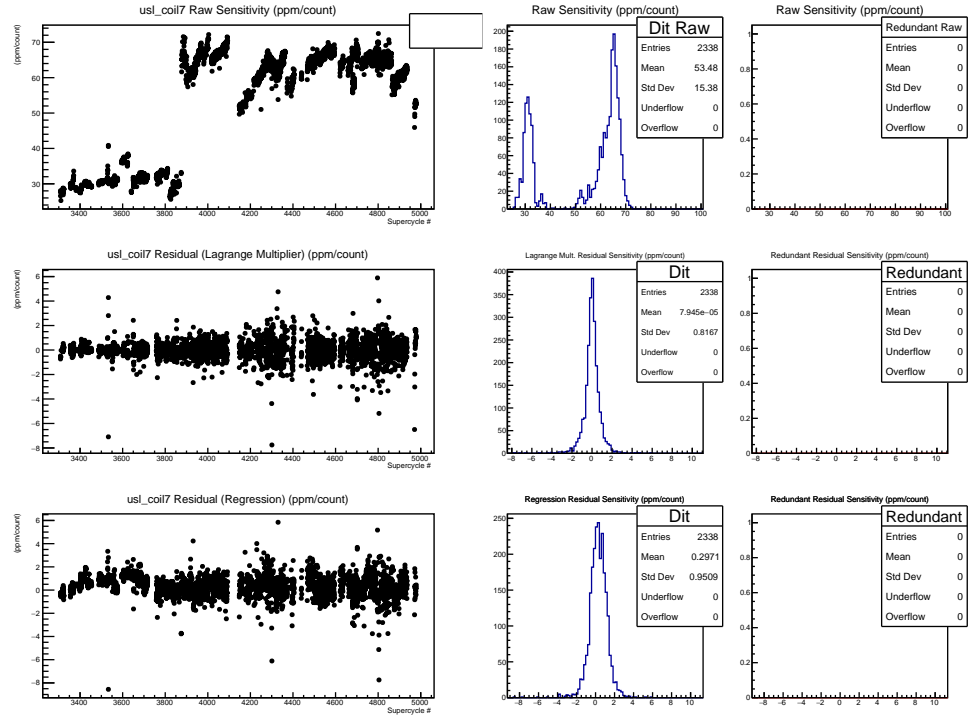 usl_coil7 Raw Sensitivity (ppm/count)
(ppm/count)
70
60
50
40
30
3400 3600 3800 4000 4200 4400 4600 4800 5000
Supercycle #
Raw Sensitivity (ppm/count)
Dit Raw
Entries 2338
Mean 53.48
Std Dev 15.38
Underflow 0
Overflow 0
200
180
160
140
120
100
80
60
40
20
0
30 40 50 60 70 80 90 100
Raw Sensitivity (ppm/count)
Redundant Raw
Entries 0
Mean 0
Std Dev 0
Underflow 0
Overflow 0
1
0.8
0.6
0.4
0.2
0
30 40 50 60 70 80 90 100
usl_coil7 Residual (Lagrange Multiplier) (ppm/count)
(ppm/count)
6
4
2
0
−2
−4
−6
−8
3400 3600 3800 4000 4200 4400 4600 4800 5000
Supercycle #
Lagrange Mult. Residual Sensitivity (ppm/count)
Dit
Entries 2338
Mean 7.945e−05
Std Dev 0.8167
Underflow 0
Overflow 0
400
350
300
250
200
150
100
50
0
−8 −6 −4 −2 0 2 4 6 8 10
Redundant Residual Sensitivity (ppm/count)
Redundant
Entries 0
Mean 0
Std Dev 0
Underflow 0
Overflow 0
1
0.8
0.6
0.4
0.2
0
−8 −6 −4 −2 0 2 4 6 8 10
usl_coil7 Residual (Regression) (ppm/count)
(ppm/count)
6
4
2
0
−2
−4
−6
−8
3400 3600 3800 4000 4200 4400 4600 4800 5000
Supercycle #
Regression Residual Sensitivity (ppm/count)
Dit
Entries 2338
Mean 0.2971
Std Dev 0.9509
Underflow 0
Overflow 0
250
200
150
100
50
0
−8 −6 −4 −2 0 2 4 6 8 10
Redundant Residual Sensitivity (ppm/count)
Redundant
Entries 0
Mean 0
Std Dev 0
Underflow 0
Overflow 0
1
0.8
0.6
0.4
0.2
0
−8 −6 −4 −2 0 2 4 6 8 10